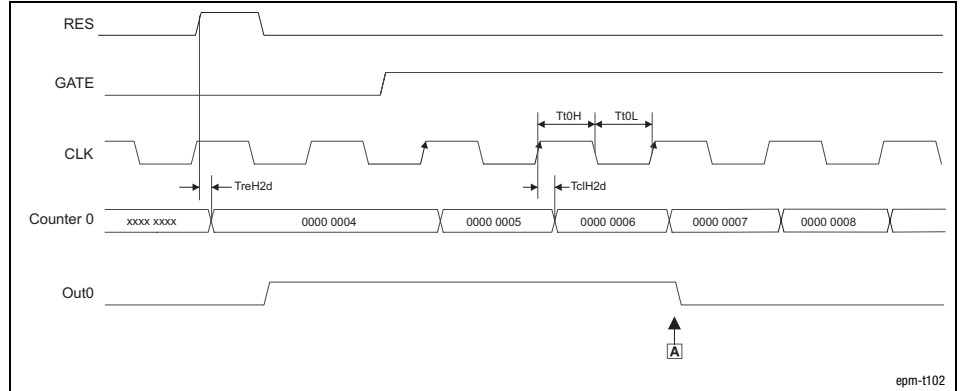 RES
GATE
Tt0H Tt0L
CLK
TreH2d TclH2d
Counter 0 xxxx xxxx 0000 0004 0000 0005 0000 0006 0000 0007 0000 0008
Out0
A
epm-t102